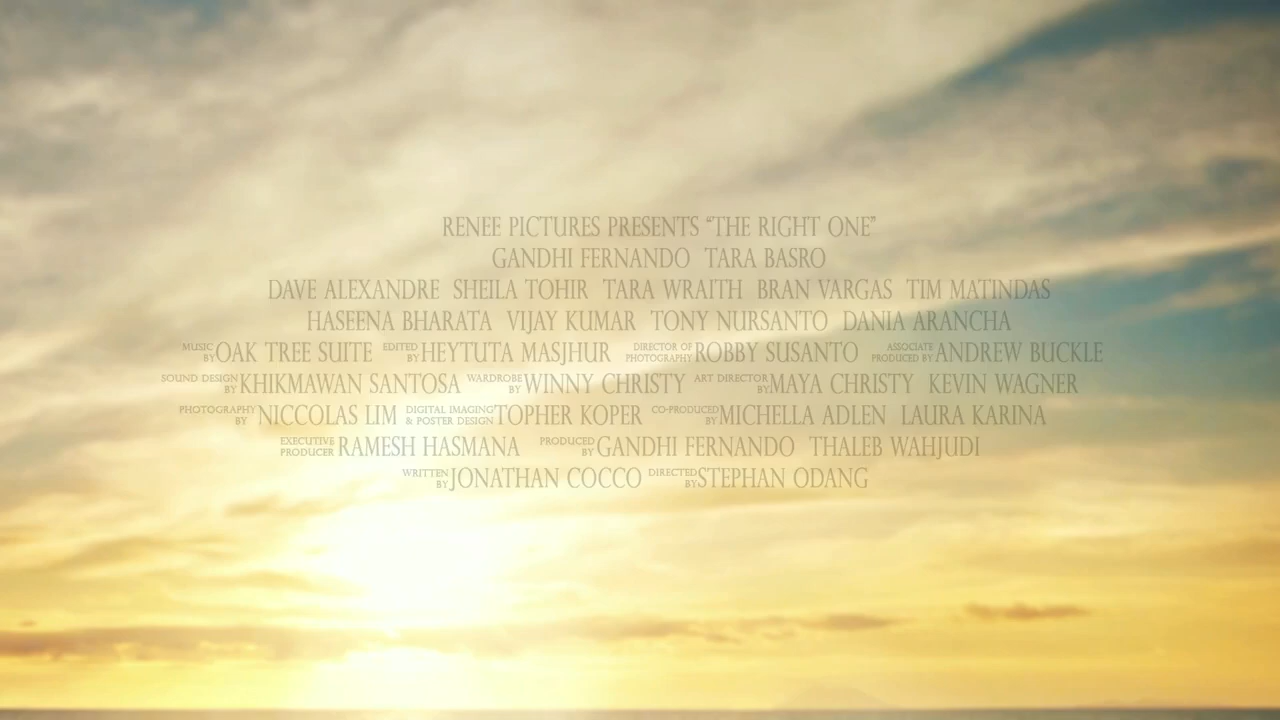 RENEE PICTURES PRESENTS “THE RIGHT ONE”
GANDHI FERNANDO TARA BASRO
DAVE ALEXANDRE SHEILA TOHIR TARA WRAITH BRAN VARGAS TIM MATINDAS
HASEENA BHARATA VIJAY KUMAR TONY NURSANTO DANIA ARANCHA
MUSIC BY OAK TREE SUITE EDITED BY HEYTUTA MASJHUR DIRECTOR OF PHOTOGRAPHY ROBBY SUSANTO ASSOCIATE PRODUCED BY ANDREW BUCKLE
SOUND DESIGN BY KHIKMAWAN SANTOSA WARDROBE BY WINNY CHRISTY ART DIRECTOR BY MAYA CHRISTY KEVIN WAGNER
PHOTOGRAPHY BY NICCOLAS LIM DIGITAL IMAGING & POSTER DESIGN TOPHER KOPER CO-PRODUCED BY MICHELLA ADLEN LAURA KARINA
EXECUTIVE PRODUCER RAMESH HASMANA PRODUCED BY GANDHI FERNANDO THALEB WAHJUDI
WRITTEN BY JONATHAN COCCO DIRECTED BY STEPHAN ODANG